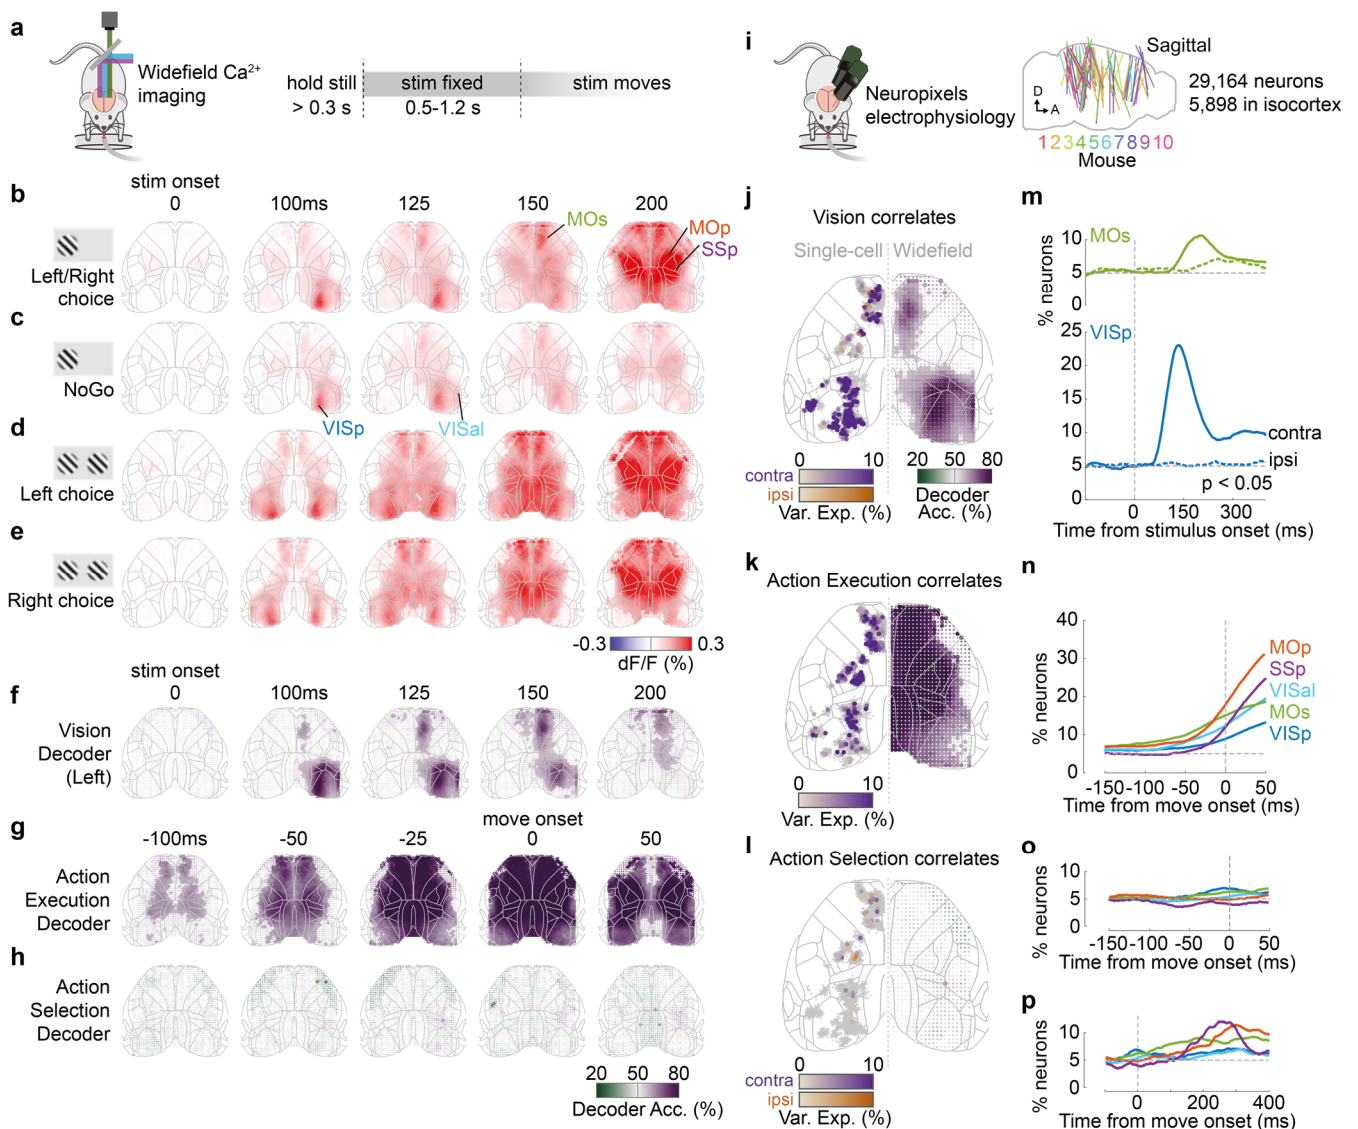 a
Widefield Ca²⁺
imaging
hold still
> 0.3 s
stim fixed
0.5-1.2 s
stim moves
stim onset
b
0
100ms
125
150
200
MOs
MOp
SSp
Left/Right
choice
c
NoGo
VISp
VISal
d
Left choice
e
Right choice
-0.3
0.3
dF/F (%)
stim onset
f
0
100ms
125
150
200
Vision
Decoder
(Left)
g
move onset
-100ms
-50
-25
0
50
Action
Execution
Decoder
h
Action
Selection
Decoder
20
50
80
Decoder Acc. (%)
i
Neuropixels
electrophysiology
Sagittal
D
A
1 2 3 4 5 6 7 8 9 10
Mouse
29,164 neurons
5,898 in isocortex
j
Vision correlates
Single-cell
Widefield
0
10
contra
ipsi
Var. Exp. (%)
20
50
80
Decoder
Acc. (%)
k
Action Execution correlates
0
10
Var. Exp. (%)
l
Action Selection correlates
0
10
contra
ipsi
Var. Exp. (%)
m
MOs
% neurons
10
5
0
VISp
25
20
15
10
5
0
contra
ipsi
p < 0.05
0
150
300
Time from stimulus onset (ms)
n
% neurons
40
30
20
10
0
MOp
SSp
VISal
MOs
VISp
-150
-100
-50
0
50
Time from move onset (ms)
o
% neurons
10
5
0
-150
-100
-50
0
50
Time from move onset (ms)
p
% neurons
10
5
0
0
200
400
Time from move onset (ms)